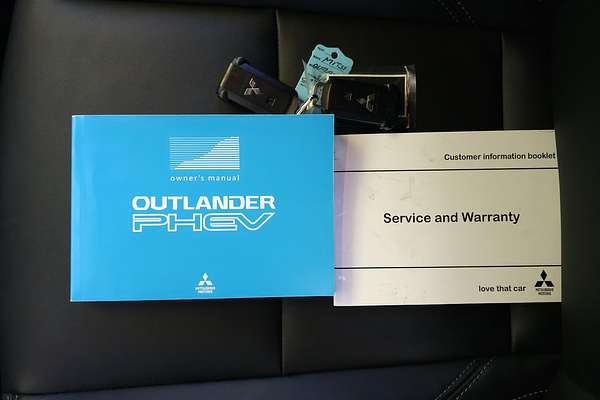 owner's manual
OUTLANDER
PHEV
MITSUBISHI
MOTORS
Customer information booklet
Service and Warranty
love that car
MITSUBISHI
MOTORS